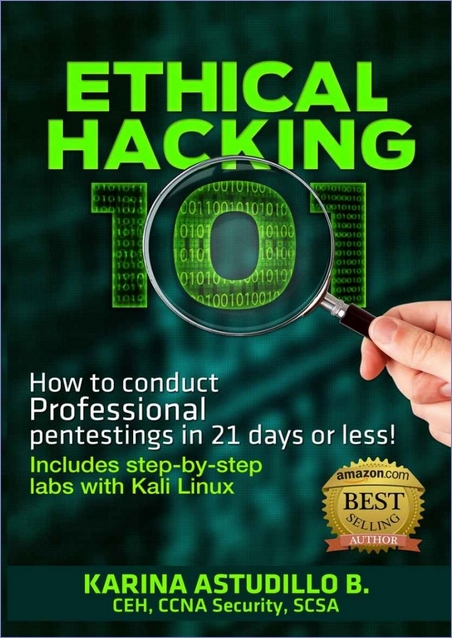 ETHICAL
HACKING
101
How to conduct
Professional
pentestings in 21 days or less!
Includes step-by-step
labs with Kali Linux
amazon.com
BEST
SELLING
AUTHOR
KARINA ASTUDILLO B.
CEH, CCNA Security, SCSA